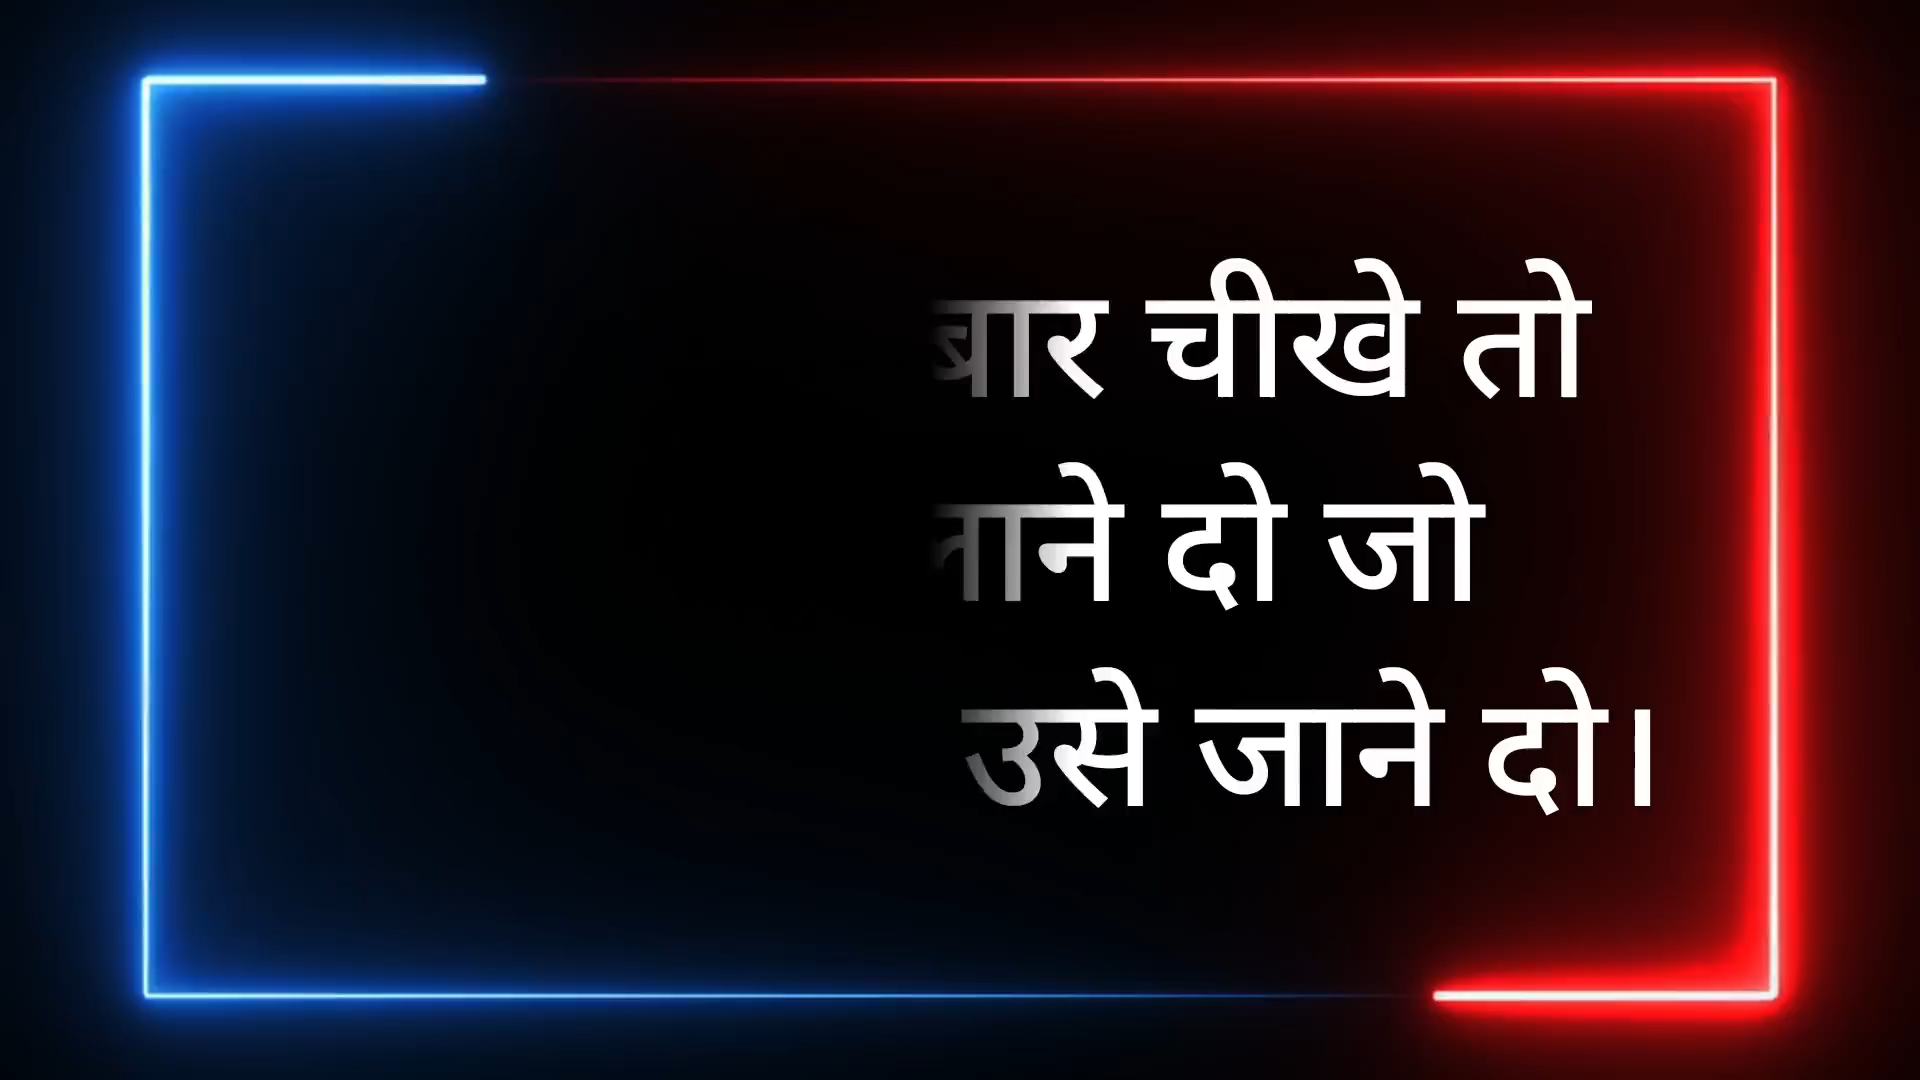 बार चीखे तो
दो जो
उसे जाने दो।